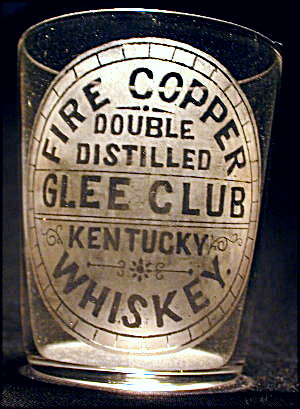 FIRE COPPER
DOUBLE
DISTILLED
GLEE CLUB
KENTUCKY
WHISKEY.